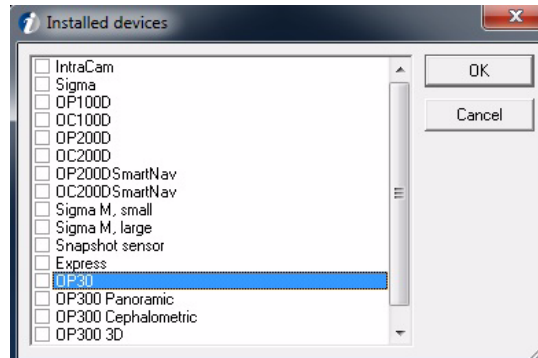 Installed devices
IntraCam
Sigma
OP100D
OC100D
OP200D
OC200D
OP200DSmartNav
OC200DSmartNav
Sigma M, small
Sigma M, large
Snapshot sensor
Express
OP30
OP300 Panoramic
OP300 Cephalometric
OP300 3D
OK
Cancel